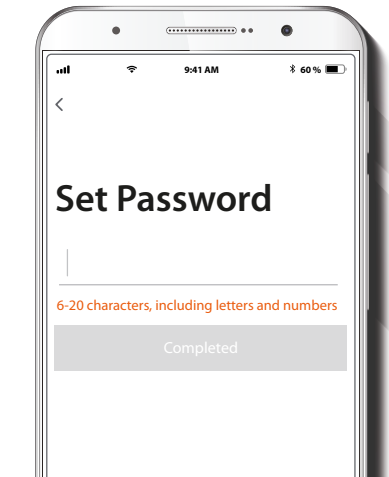 9:41 AM 60 %
Set Password
6-20 characters, including letters and numbers
Completed